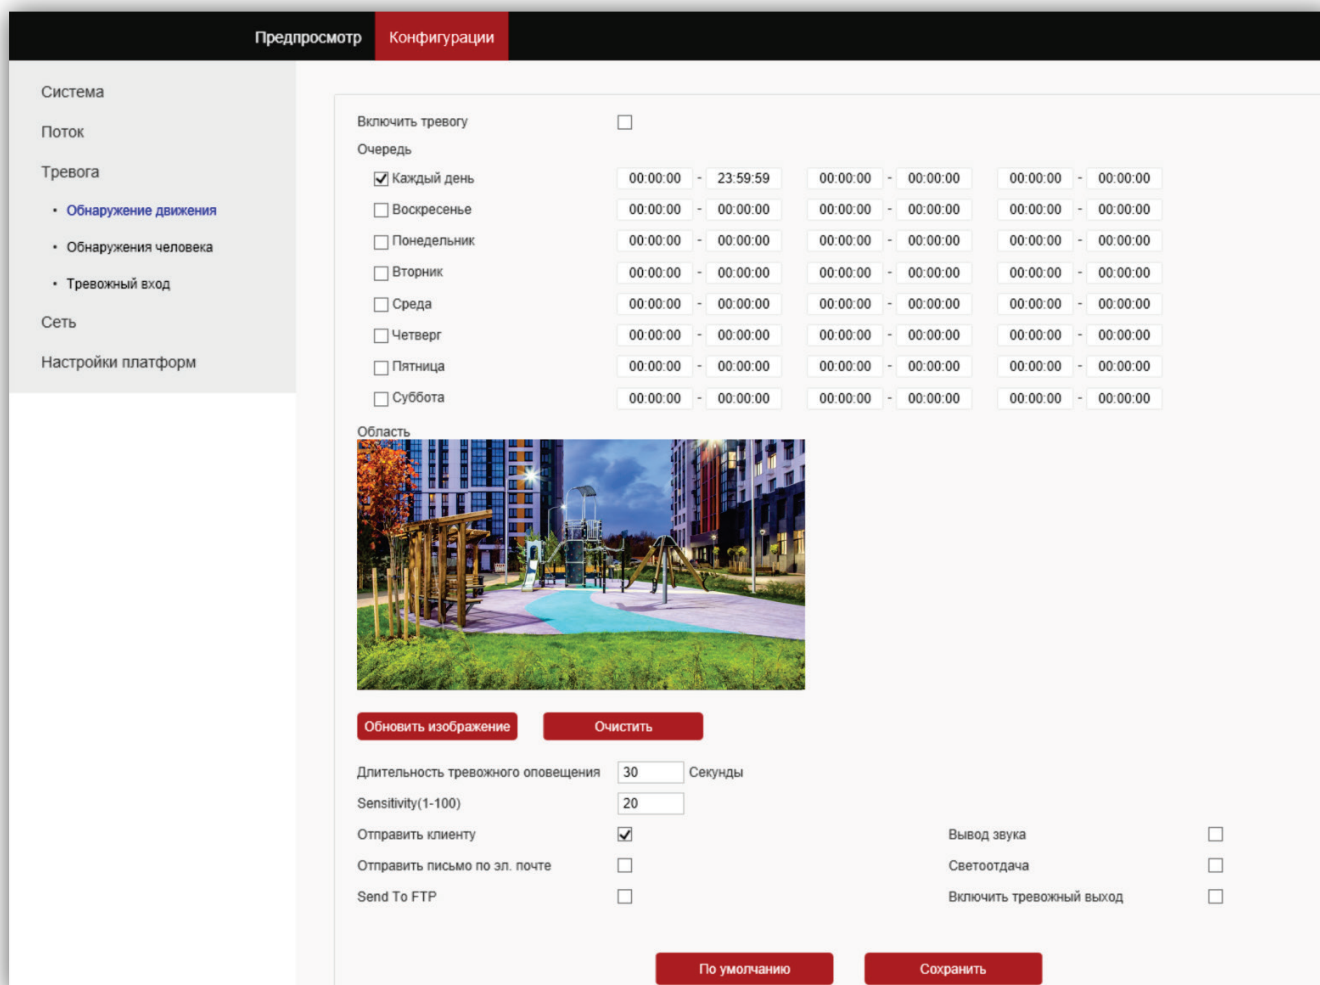 Предпросмотр Конфигурации
Система
Поток
Тревога
• Обнаружение движения
• Обнаружения человека
• Тревожный вход
Сеть
Настройки платформ
Включить тревогу
Очередь
Каждый день 00:00:00 - 23:59:59 00:00:00 - 00:00:00 00:00:00 - 00:00:00
Воскресенье 00:00:00 - 00:00:00 00:00:00 - 00:00:00 00:00:00 - 00:00:00
Понедельник 00:00:00 - 00:00:00 00:00:00 - 00:00:00 00:00:00 - 00:00:00
Вторник 00:00:00 - 00:00:00 00:00:00 - 00:00:00 00:00:00 - 00:00:00
Среда 00:00:00 - 00:00:00 00:00:00 - 00:00:00 00:00:00 - 00:00:00
Четверг 00:00:00 - 00:00:00 00:00:00 - 00:00:00 00:00:00 - 00:00:00
Пятница 00:00:00 - 00:00:00 00:00:00 - 00:00:00 00:00:00 - 00:00:00
Суббота 00:00:00 - 00:00:00 00:00:00 - 00:00:00 00:00:00 - 00:00:00
Область
Обновить изображение Очистить
Длительность тревожного оповещения 30 Секунды
Sensitivity(1-100) 20
Отправить клиенту Вывод звука
Отправить письмо по эл. почте Светоотдача
Send To FTP Включить тревожный выход
По умолчанию Сохранить